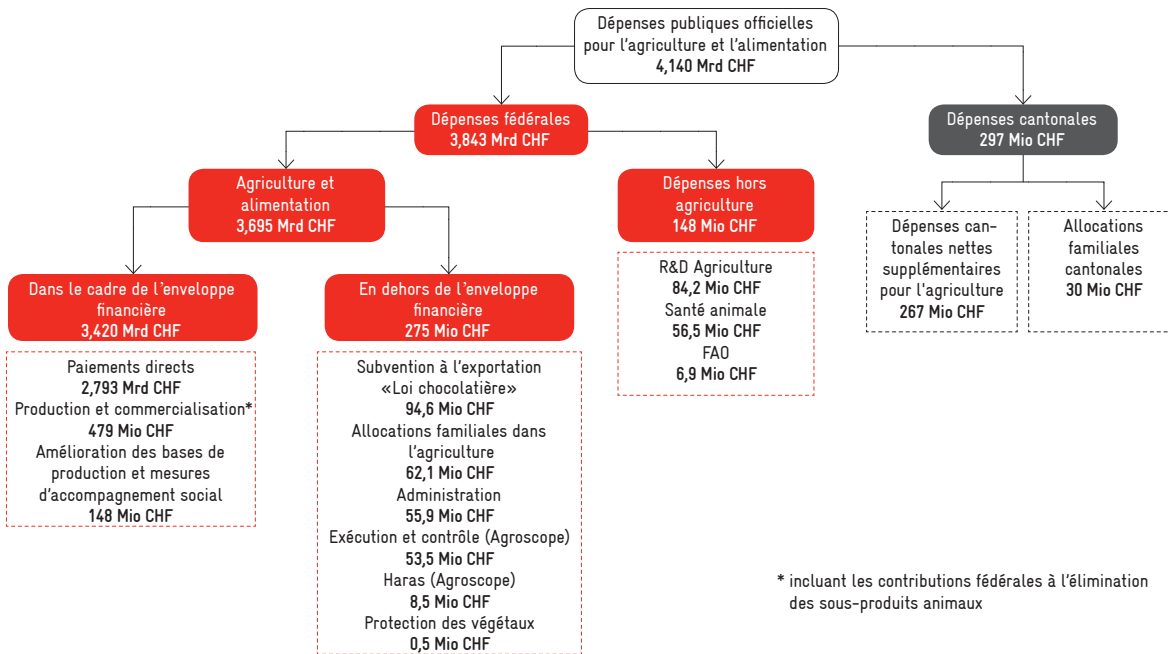 Dépenses publiques officielles
pour l'agriculture et l'alimentation
4,140 Mrd CHF
Dépenses fédérales
3,843 Mrd CHF
Dépenses cantonales
297 Mio CHF
Agriculture et
alimentation
3,695 Mrd CHF
Dépenses hors
agriculture
148 Mio CHF
Dans le cadre de l'enveloppe
financière
3,420 Mrd CHF
En dehors de l'enveloppe
financière
275 Mio CHF
R&D Agriculture
84,2 Mio CHF
Santé animale
56,5 Mio CHF
FAO
6,9 Mio CHF
Dépenses can-
tonales nettes
supplémentaires
pour l'agriculture
267 Mio CHF
Allocations
familiales
cantonales
30 Mio CHF
Paiements directs
2,793 Mrd CHF
Production et commercialisation*
479 Mio CHF
Amélioration des bases de
production et mesures
d'accompagnement social
148 Mio CHF
Subvention à l'exportation
«Loi chocolatière»
94,6 Mio CHF
Allocations familiales dans
l'agriculture
62,1 Mio CHF
Administration
55,9 Mio CHF
Exécution et contrôle (Agroscope)
53,5 Mio CHF
Haras (Agroscope)
8,5 Mio CHF
Protection des végétaux
0,5 Mio CHF
* incluant les contributions fédérales à l'élimination
des sous-produits animaux